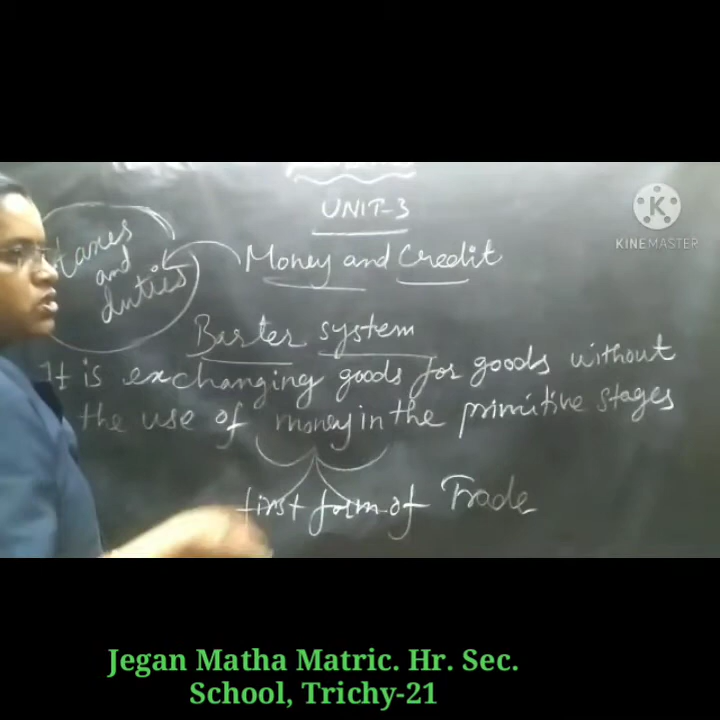 UNIT-3
KINEMASTER
Money and Credit
taxes
and
duties
Barter system
It is exchanging goods for goods without
the use of money in the primitive stages
first form of Trade
Jegan Matha Matric. Hr. Sec.
School, Trichy-21